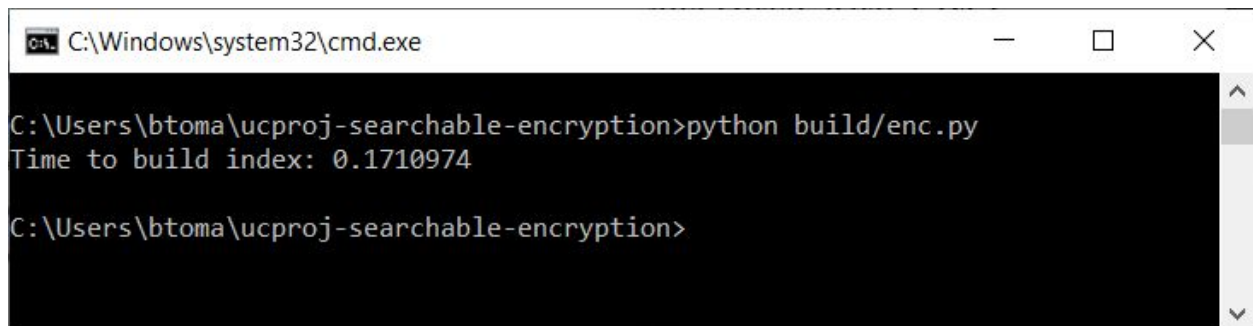 C:\Windows\system32\cmd.exe
C:\Users\btoma\ucproj-searchable-encryption>python build/enc.py
Time to build index: 0.1710974
C:\Users\btoma\ucproj-searchable-encryption>